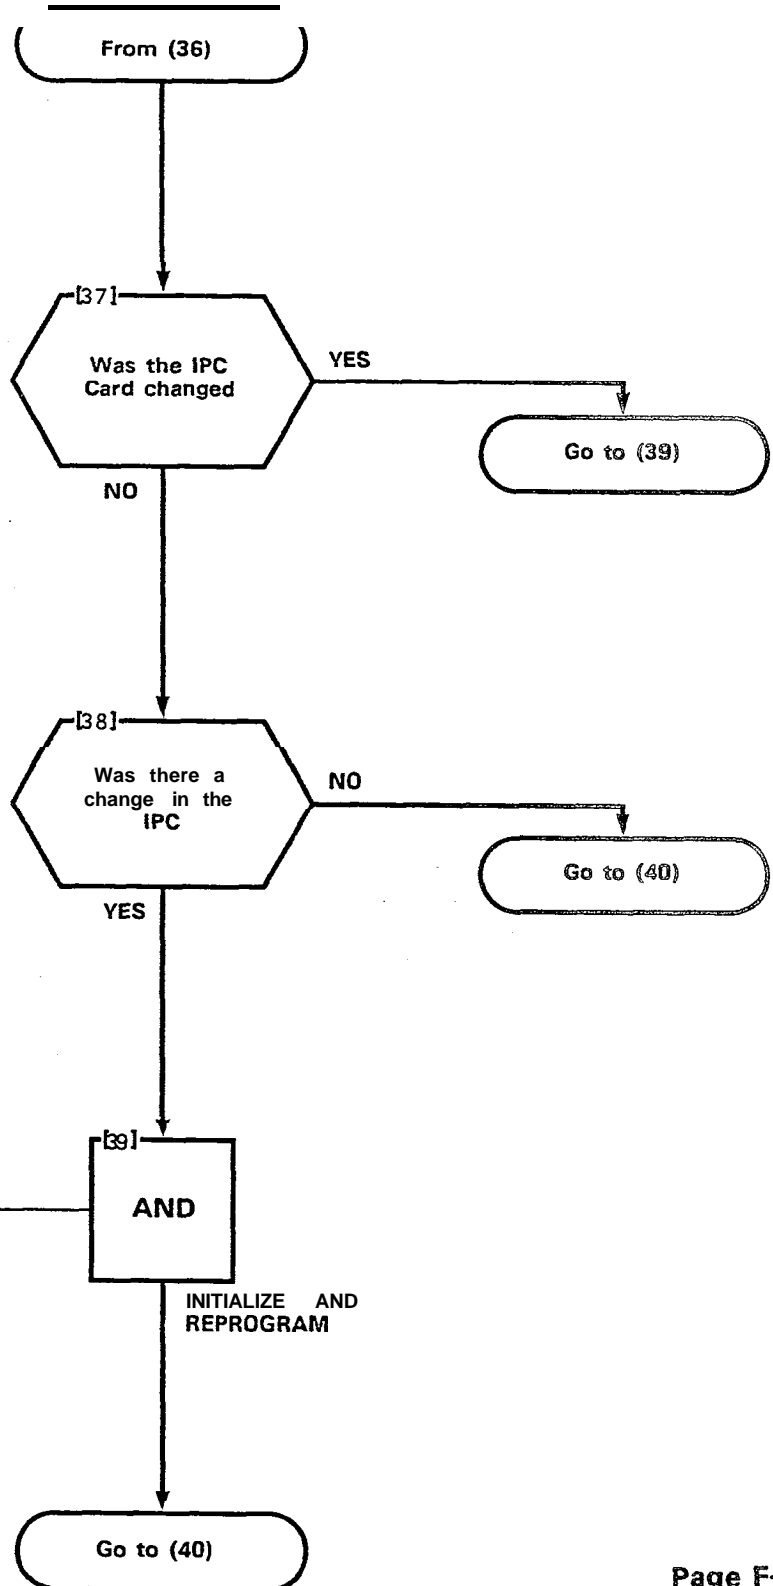 From (36)
[37]
Was the IPC
Card changed
YES
Go to (39)
NO
[38]
Was there a
change in the
IPC
NO
Go to (40)
YES
[39]
AND
INITIALIZE AND
REPROGRAM
Go to (40)
Page F-